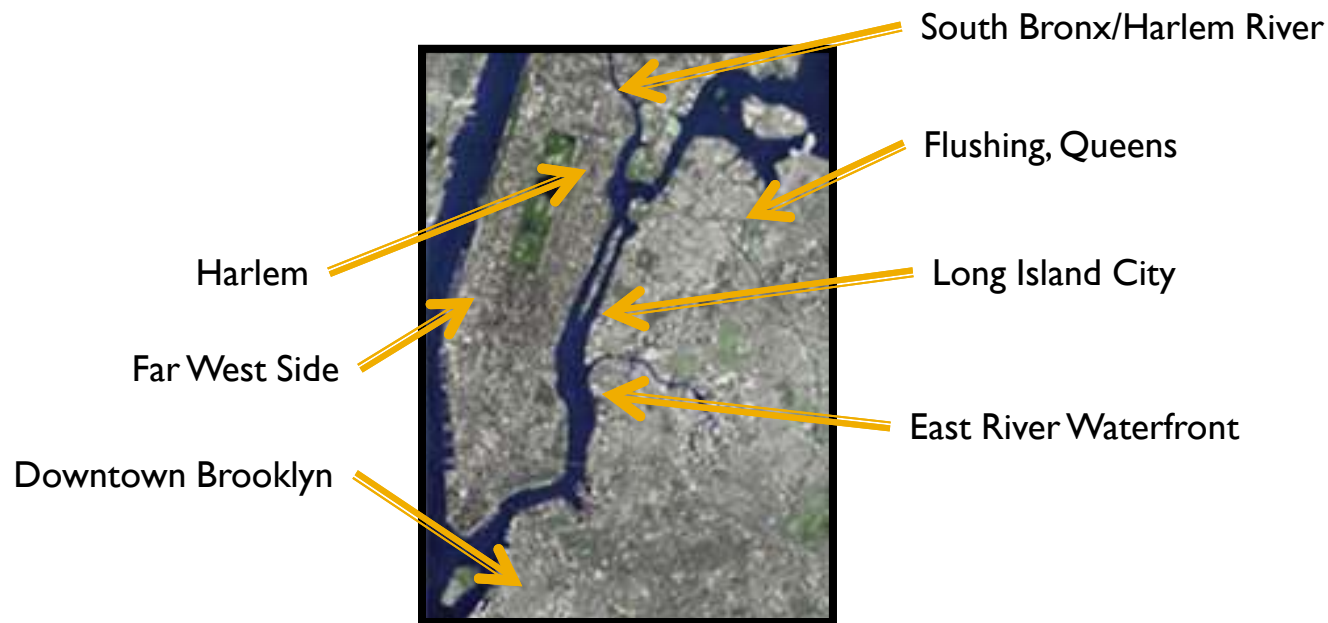 South Bronx/Harlem River
Flushing, Queens
Harlem
Long Island City
Far West Side
East River Waterfront
Downtown Brooklyn